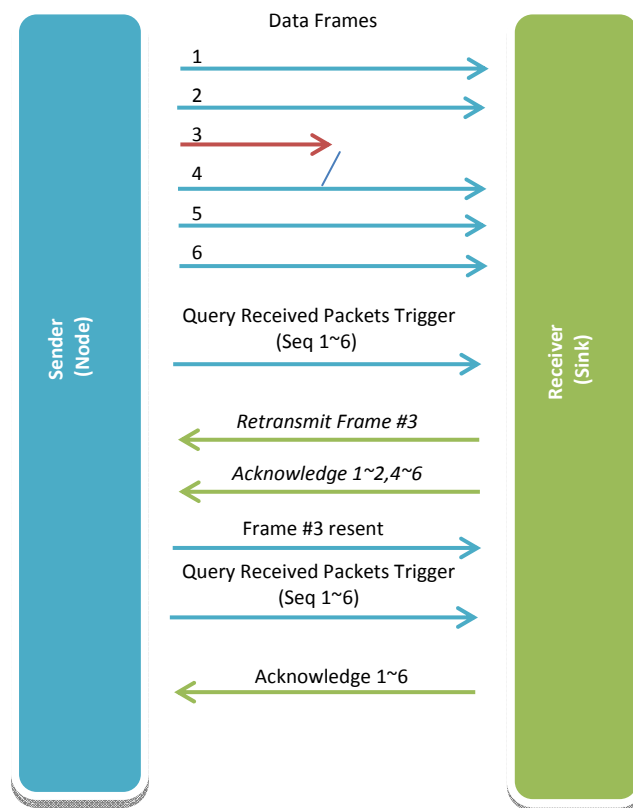 Data Frames
1
2
3
4
5
6
Query Received Packets Trigger
(Seq 1~6)
Retransmit Frame #3
Acknowledge 1~2,4~6
Frame #3 resent
Query Received Packets Trigger
(Seq 1~6)
Acknowledge 1~6
Sender
(Node)
Receiver
(Sink)